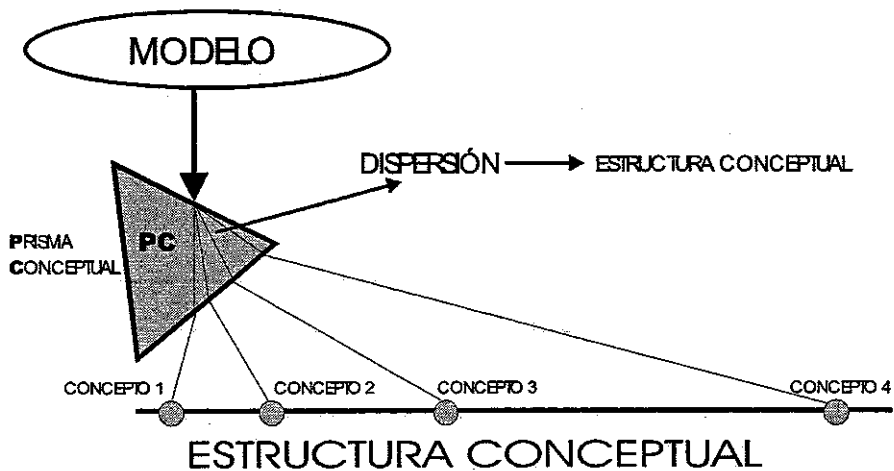 MODELO
DISPERSIÓN
ESTRUCTURA CONCEPTUAL
PC
PRISMA
CONCEPTUAL
CONCEPTO 1
CONCEPTO 2
CONCEPTO 3
CONCEPTO 4
ESTRUCTURA CONCEPTUAL